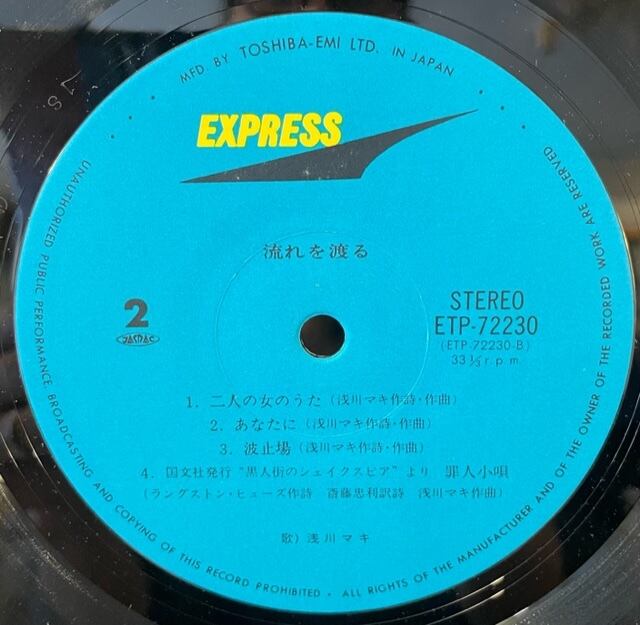 MFD. BY TOSHIBA-EMI LTD. IN JAPAN
EXPRESS
流れを渡る
2
JASRAC
STEREO
ETP-72230
(ETP-72230-B)
33⅓ r.p.m.
1. 二人の女のうた (浅川マキ作詩・作曲)
2. あなたに (浅川マキ作詩・作曲)
3. 波止場 (浅川マキ作詩・作曲)
4. 国文社発行 "黒人街のシェイクスピア" より 罪人小唄
(ラングストン・ヒューズ作詩 斎藤忠利訳詩 浅川マキ作曲)
歌) 浅川マキ
UNAUTHORIZED PUBLIC PERFORMANCE, BROADCASTING AND COPYING OF THIS RECORD PROHIBITED • ALL RIGHTS OF THE MANUFACTURER AND OF THE OWNER OF THE RECORDED WORK ARE RESERVED